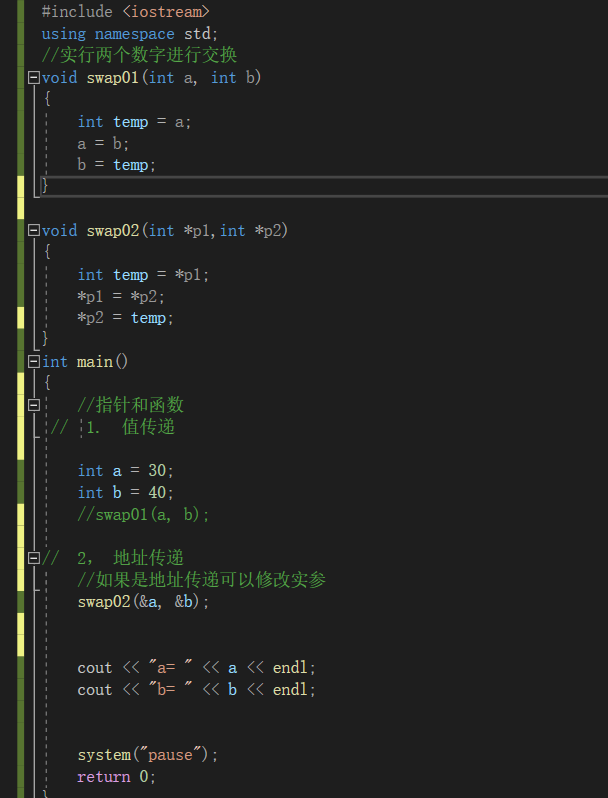 #include <iostream>
using namespace std;
//实行两个数字进行交换
void swap01(int a, int b)
{
int temp = a;
a = b;
b = temp;
}
void swap02(int *p1,int *p2)
{
int temp = *p1;
*p1 = *p2;
*p2 = temp;
}
int main()
{
//指针和函数
// 1. 值传递
int a = 30;
int b = 40;
//swap01(a, b);
// 2, 地址传递
//如果是地址传递可以修改实参
swap02(&a, &b);
cout << "a= " << a << endl;
cout << "b= " << b << endl;
system("pause");
return 0;
}